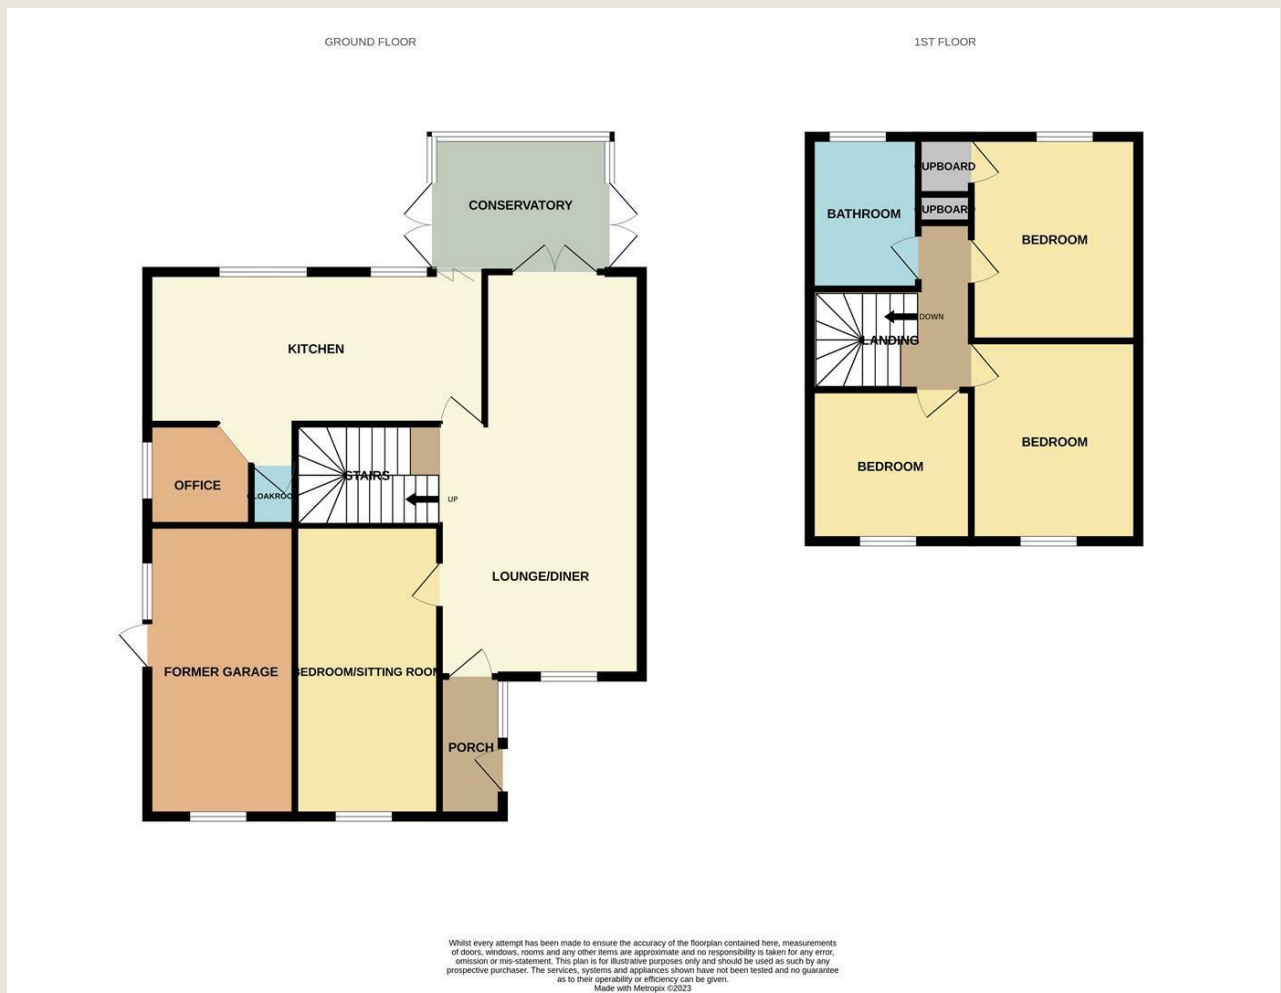 GROUND FLOOR
1ST FLOOR
CONSERVATORY
KITCHEN
OFFICE
CLOAKROOM
STAIRS
UP
LOUNGE/DINER
FORMER GARAGE
BEDROOM/SITTING ROOM
PORCH
CUPBOARD
BATHROOM
CUPBOARD
BEDROOM
DOWN
LANDING
BEDROOM
BEDROOM
Whilst every attempt has been made to ensure the accuracy of the floorplan contained here, measurements
of doors, windows, rooms and any other items are approximate and no responsibility is taken for any error,
omission or mis-statement. This plan is for illustrative purposes only and should be used as such by any
prospective purchaser. The services, systems and appliances shown have not been tested and no guarantee
as to their operability or efficiency can be given.
Made with Metropix ©2023